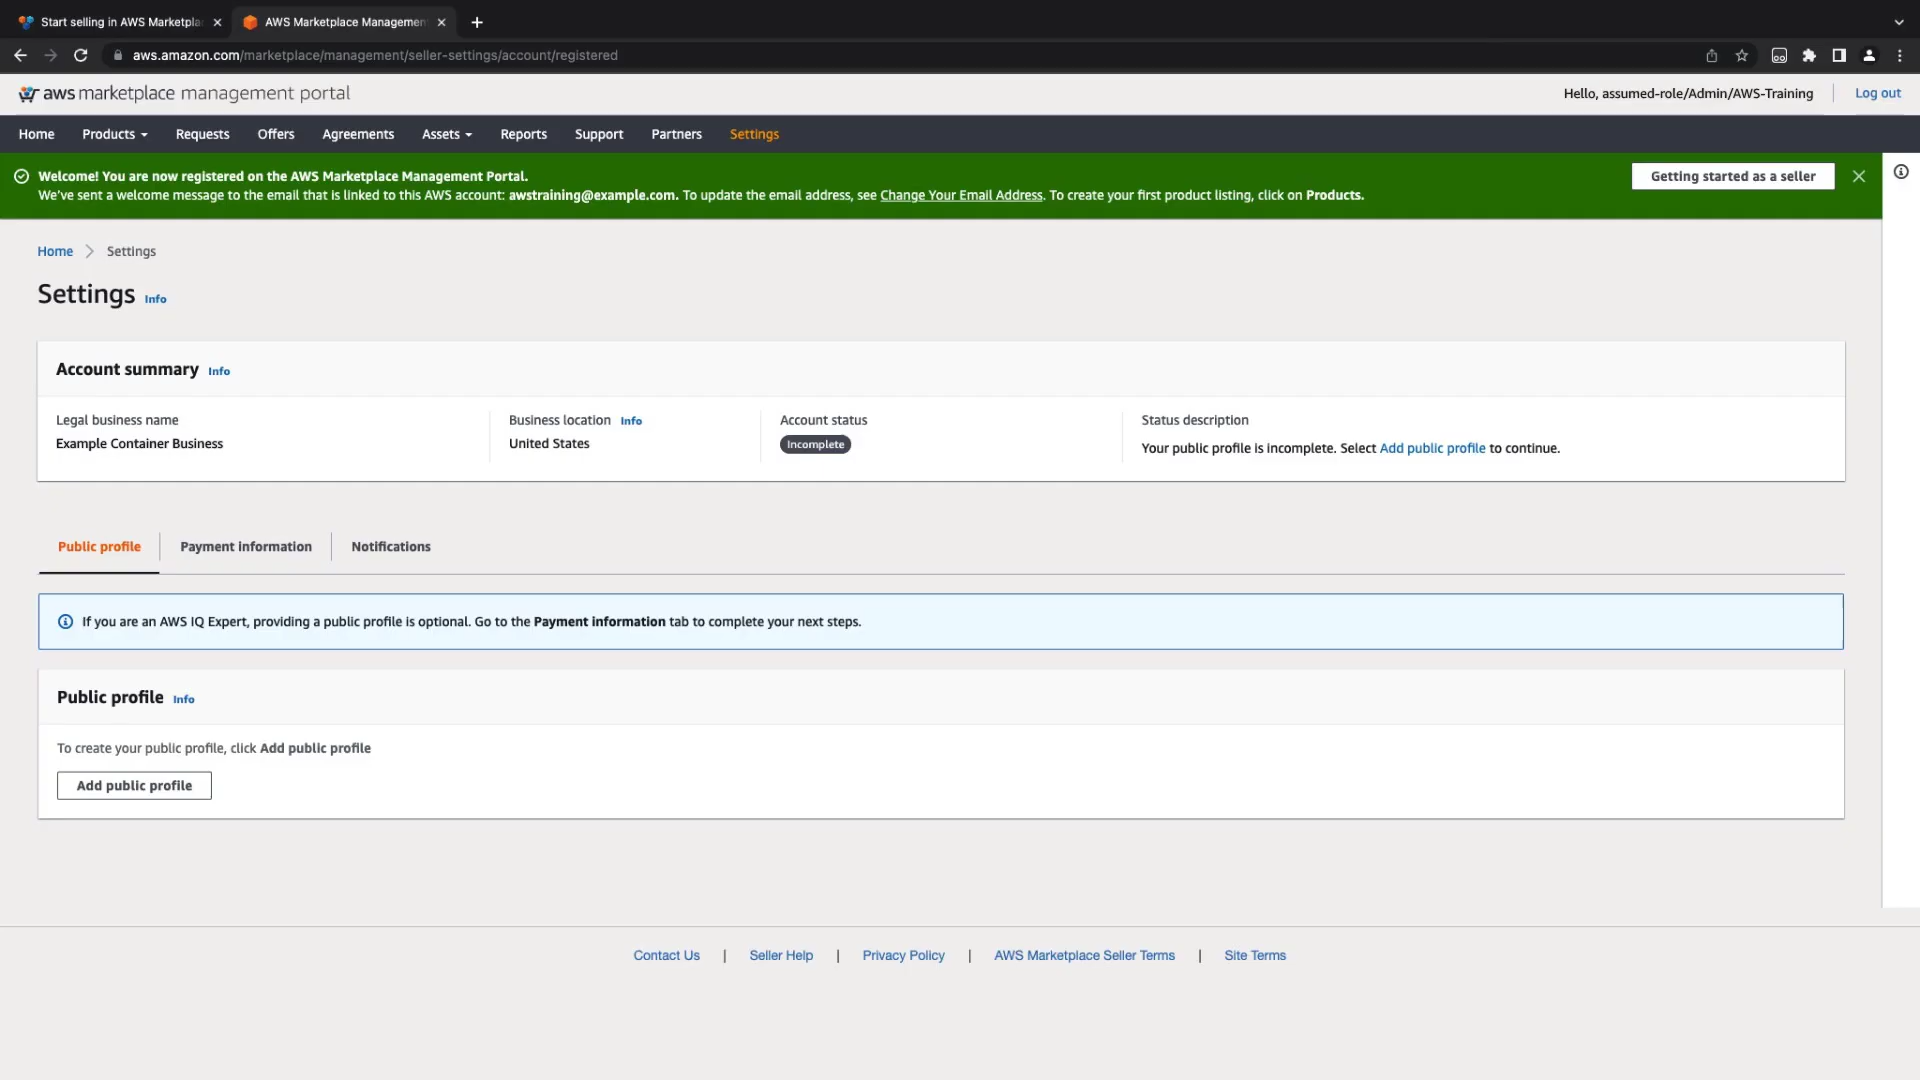 Start selling in AWS Marketpla
AWS Marketplace Managemen
aws.amazon.com/marketplace/management/seller-settings/account/registered
aws marketplace management portal
Hello, assumed-role/Admin/AWS-Training
Log out
Home Products Requests Offers Agreements Assets Reports Support Partners Settings
Welcome! You are now registered on the AWS Marketplace Management Portal.
We've sent a welcome message to the email that is linked to this AWS account: awstraining@example.com. To update the email address, see Change Your Email Address. To create your first product listing, click on Products.
Getting started as a seller
Home Settings
Settings Info
Account summary Info
Legal business name
Example Container Business
Business location Info
United States
Account status
Incomplete
Status description
Your public profile is incomplete. Select Add public profile to continue.
Public profile Payment information Notifications
If you are an AWS IQ Expert, providing a public profile is optional. Go to the Payment information tab to complete your next steps.
Public profile Info
To create your public profile, click Add public profile
Add public profile
Contact Us | Seller Help | Privacy Policy | AWS Marketplace Seller Terms | Site Terms